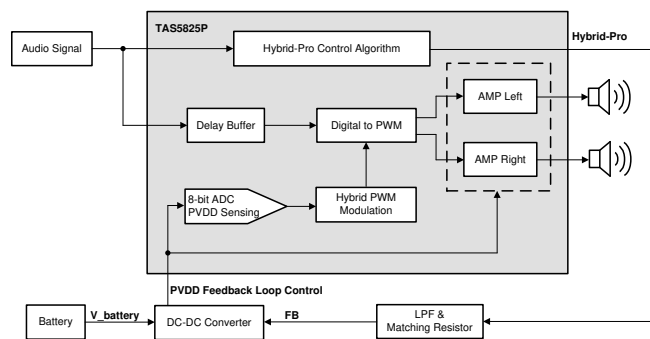 TAS5825P
Audio Signal
Hybrid-Pro Control Algorithm
Hybrid-Pro
AMP Left
Delay Buffer
Digital to PWM
AMP Right
8-bit ADC
PVDD Sensing
Hybrid PWM
Modulation
PVDD Feedback Loop Control
Battery
V_battery
DC-DC Converter
FB
LPF &
Matching Resistor